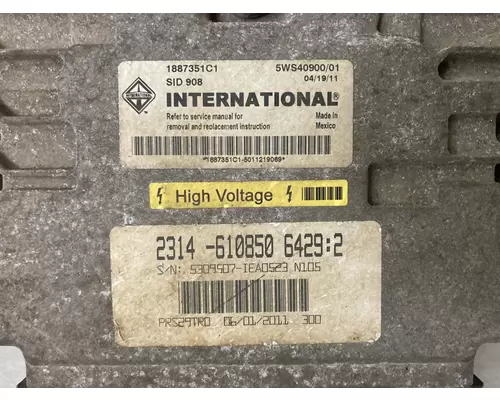 1887351C1 5WS40900/01
SID 908 04/19/11
INTERNATIONAL®
Refer to service manual for
removal and replacement instruction
Made in
Mexico
*1887351C1-5011219069*
High Voltage
2314 -610850 6429:2
S/N: 5309507-IEA0523 N105
PRS29TRO 06/01/2011 300